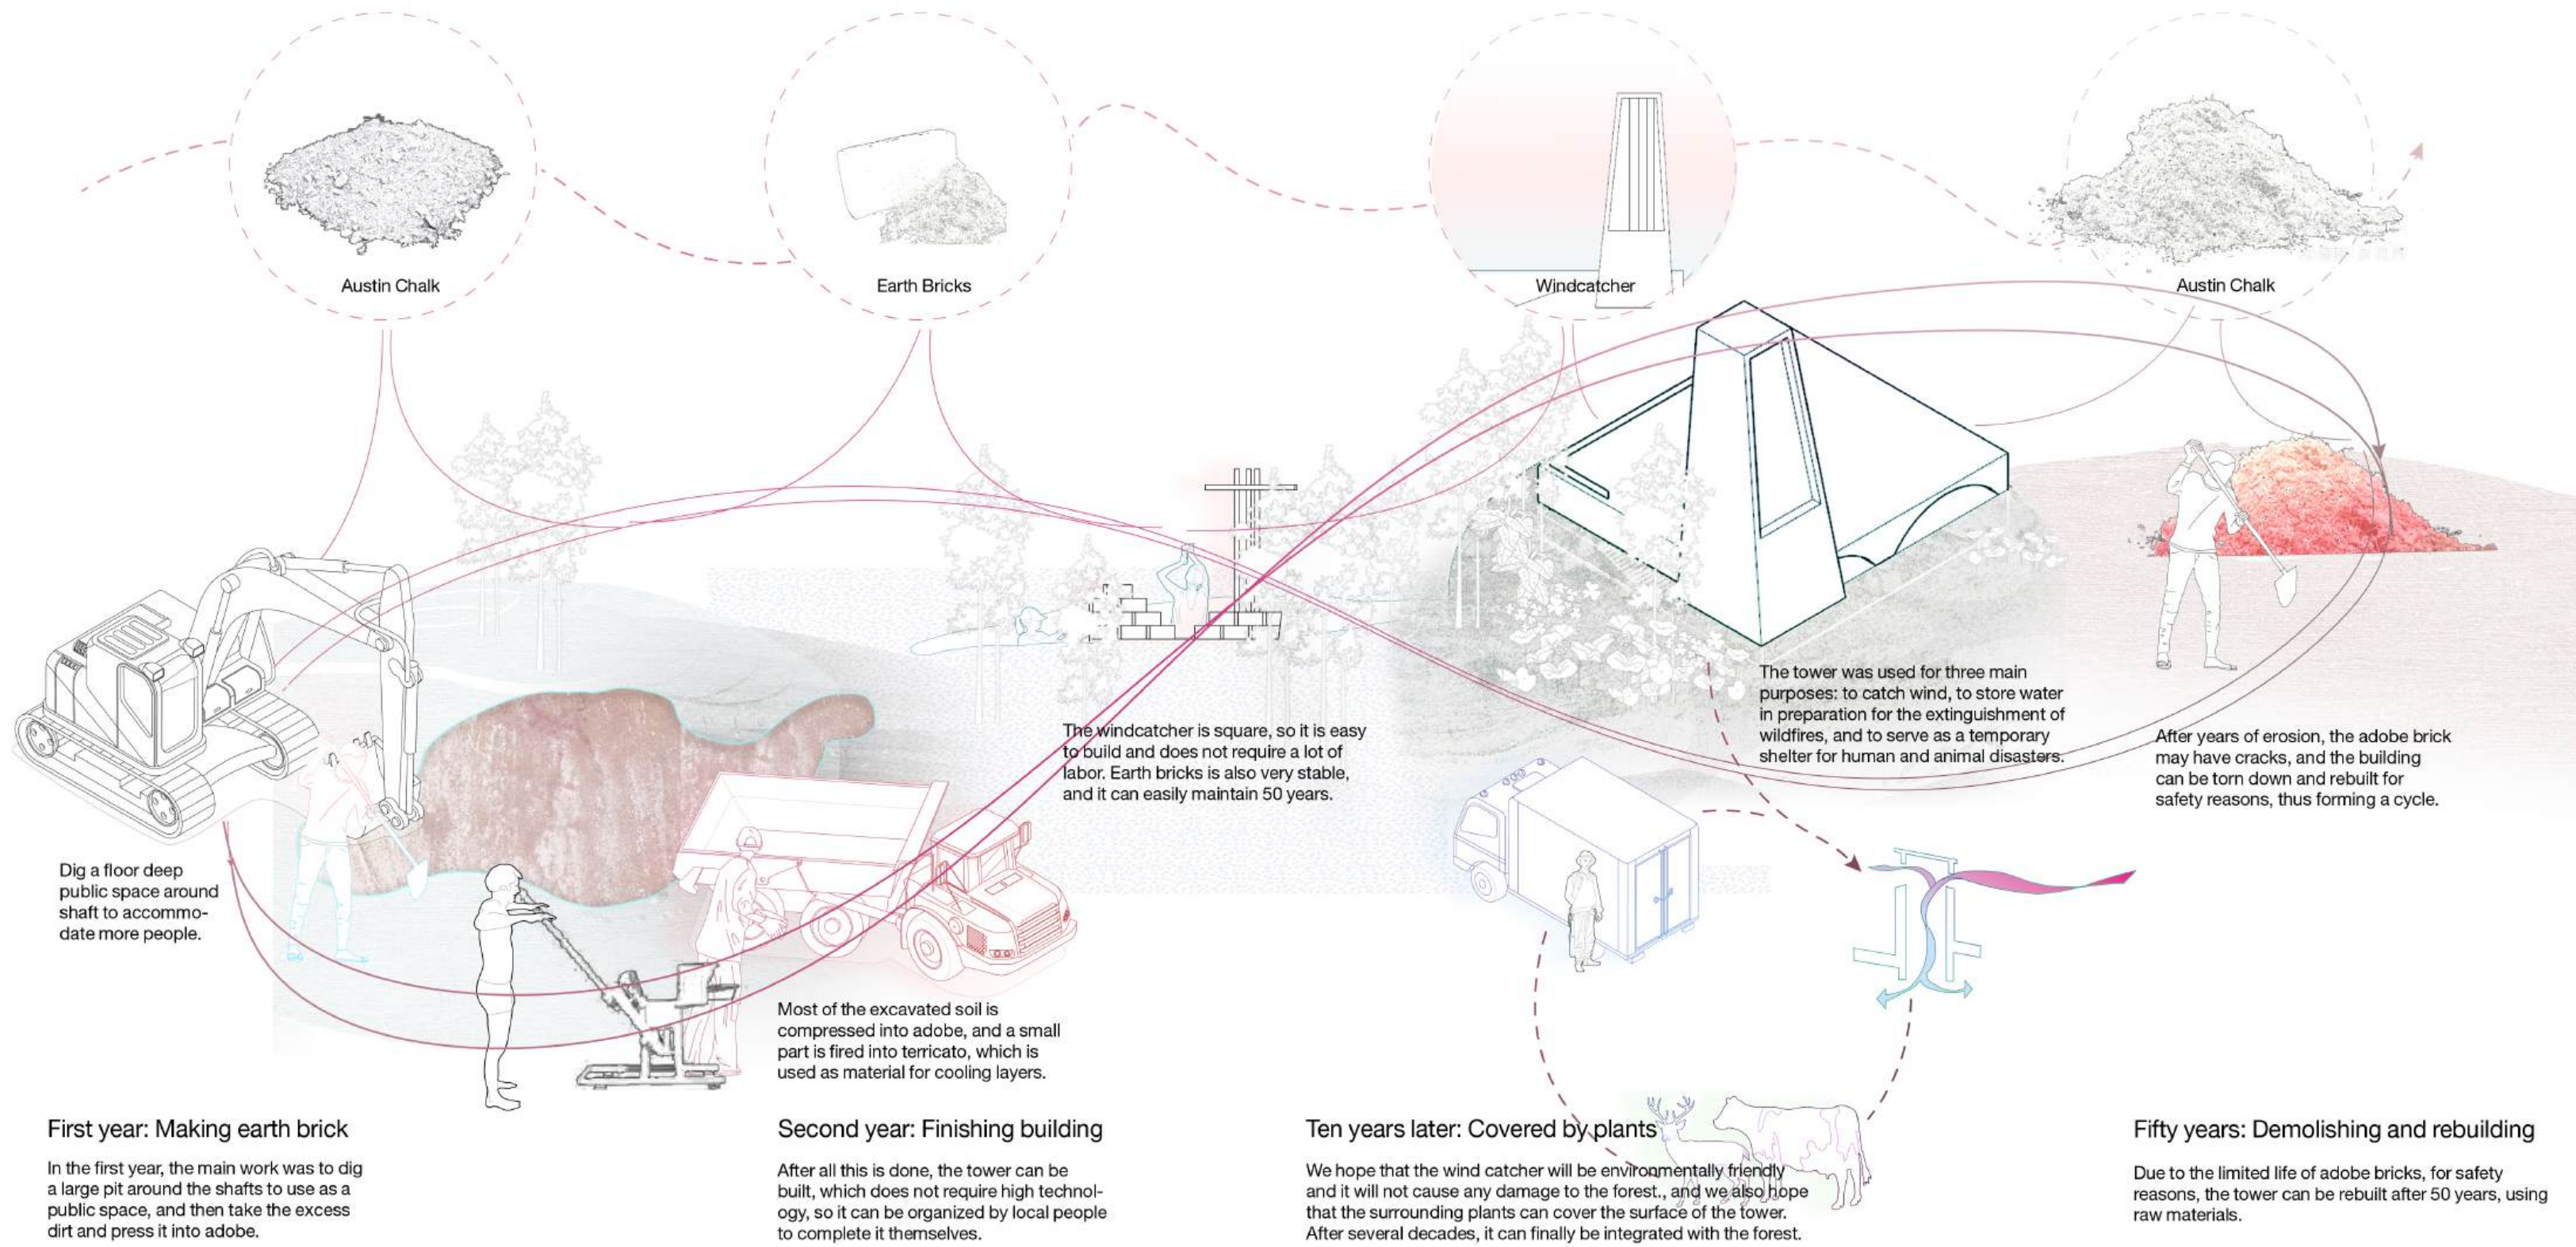 Austin Chalk
Earth Bricks
Windcatcher
Austin Chalk
Dig a floor deep
public space around
shaft to accommo-
date more people.
Most of the excavated soil is
compressed into adobe, and a small
part is fired into terricato, which is
used as material for cooling layers.
The windcatcher is square, so it is easy
to build and does not require a lot of
labor. Earth bricks is also very stable,
and it can easily maintain 50 years.
The tower was used for three main
purposes: to catch wind, to store water
in preparation for the extinguishment of
wildfires, and to serve as a temporary
shelter for human and animal disasters.
After years of erosion, the adobe brick
may have cracks, and the building
can be torn down and rebuilt for
safety reasons, thus forming a cycle.
First year: Making earth brick
In the first year, the main work was to dig
a large pit around the shafts to use as a
public space, and then take the excess
dirt and press it into adobe.
Second year: Finishing building
After all this is done, the tower can be
built, which does not require high technol-
ogy, so it can be organized by local people
to complete it themselves.
Ten years later: Covered by plants
We hope that the wind catcher will be environmentally friendly
and it will not cause any damage to the forest., and we also hope
that the surrounding plants can cover the surface of the tower.
After several decades, it can finally be integrated with the forest.
Fifty years: Demolishing and rebuilding
Due to the limited life of adobe bricks, for safety
reasons, the tower can be rebuilt after 50 years, using
raw materials.